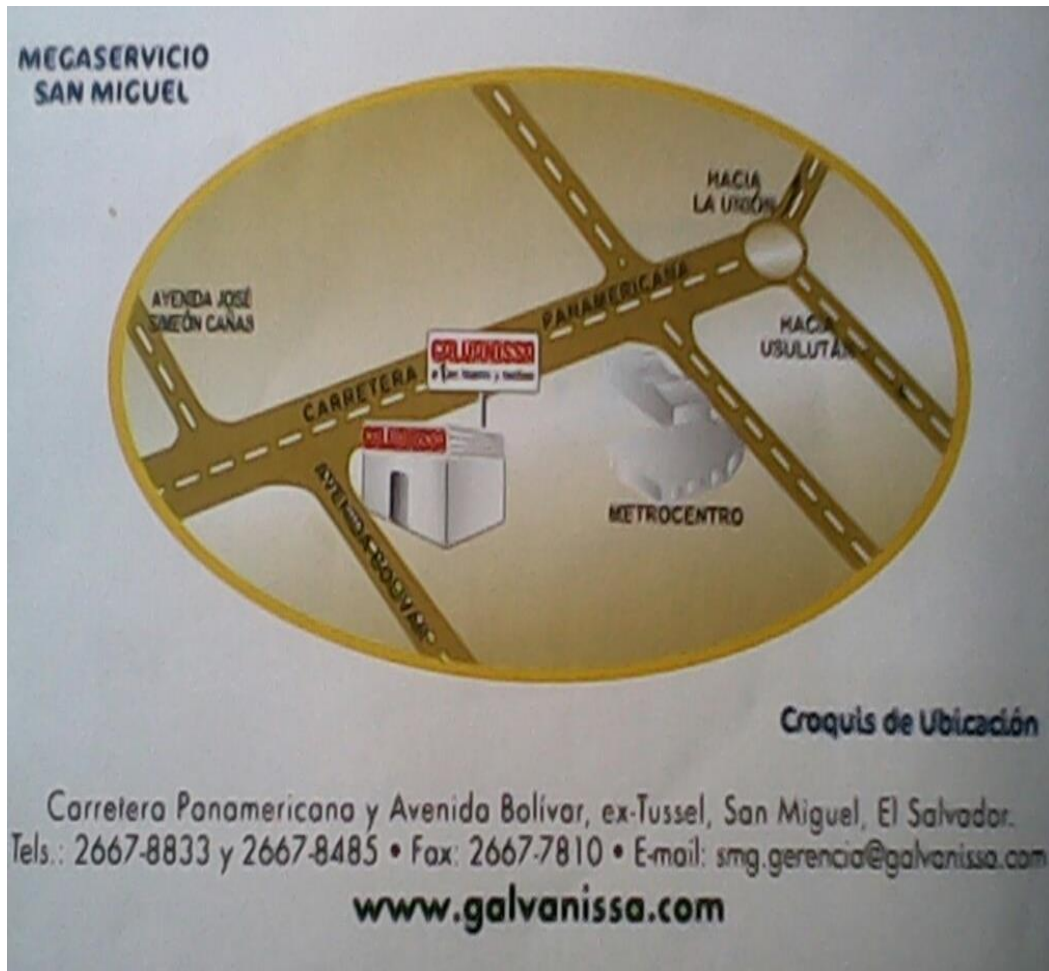 MEGASERVICIO
SAN MIGUEL
HACIA
LA UNIÓN
AVENIDA JOSÉ
SIMEÓN CAÑAS
CARRETERA PANAMERICANA
HACIA
USULUTÁN
GALVANISSA
GALVANISSA
AVENIDA BOLÍVAR
METROCENTRO
Croquis de Ubicación
Carretera Panamericana y Avenida Bolívar, ex-Tussel, San Miguel, El Salvador.
Tels.: 2667-8833 y 2667-8485 • Fax: 2667-7810 • E-mail: smg.gerencia@galvanissa.com
www.galvanissa.com